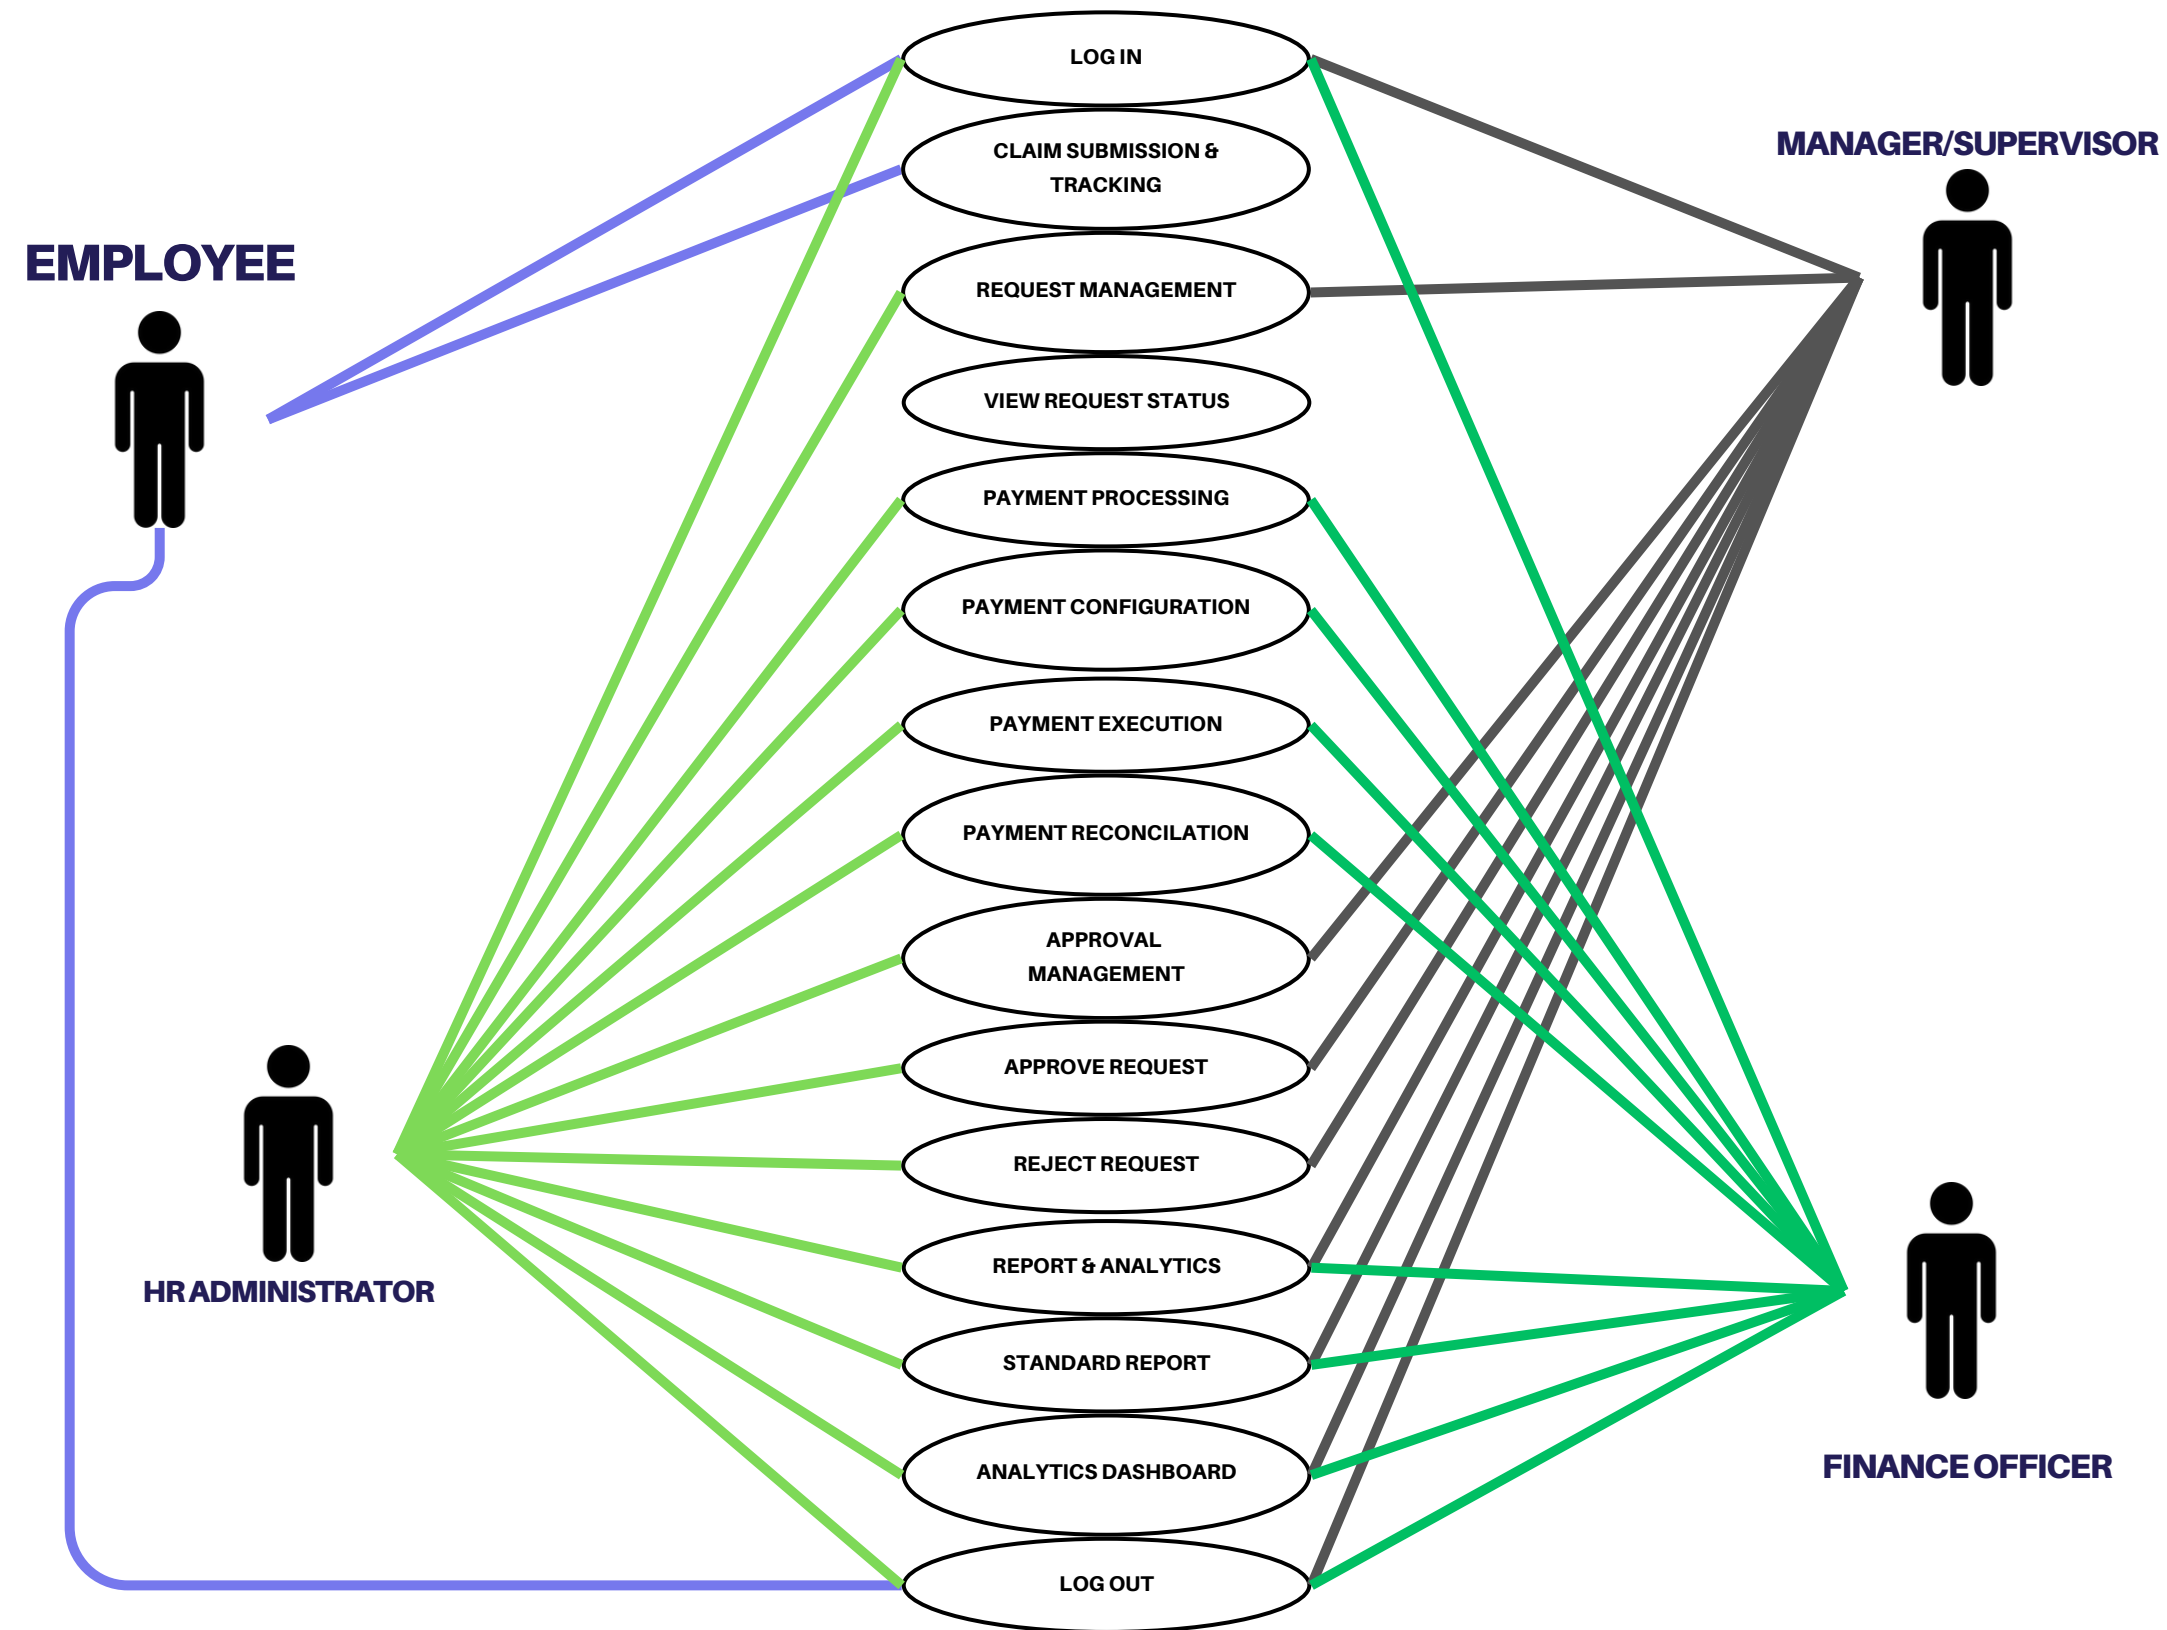 LOG IN
CLAIM SUBMISSION &
TRACKING
MANAGER/SUPERVISOR
EMPLOYEE
REQUEST MANAGEMENT
VIEW REQUEST STATUS
PAYMENT PROCESSING
PAYMENT CONFIGURATION
PAYMENT EXECUTION
PAYMENT RECONCILATION
APPROVAL
MANAGEMENT
APPROVE REQUEST
REJECT REQUEST
REPORT & ANALYTICS
HR ADMINISTRATOR
STANDARD REPORT
ANALYTICS DASHBOARD
FINANCE OFFICER
LOG OUT